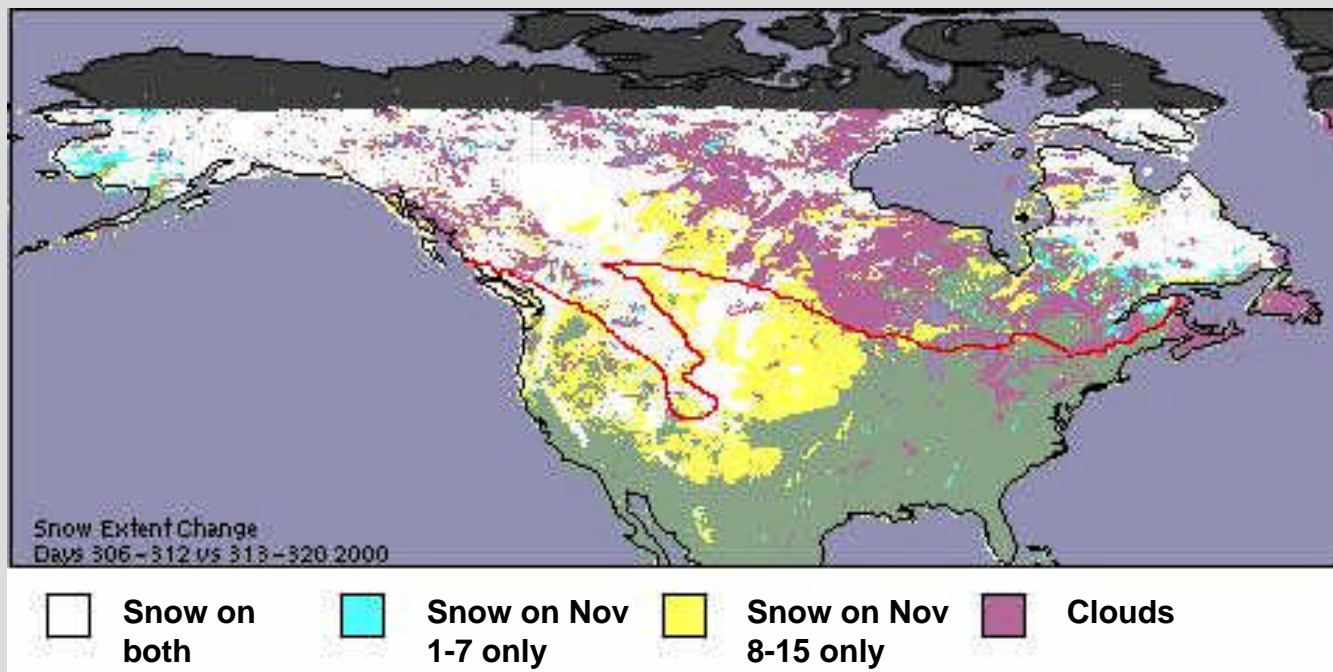 Snow Extent Change
Days 306-312 vs 313-320 2000
Snow on both
Snow on Nov 1-7 only
Snow on Nov 8-15 only
Clouds